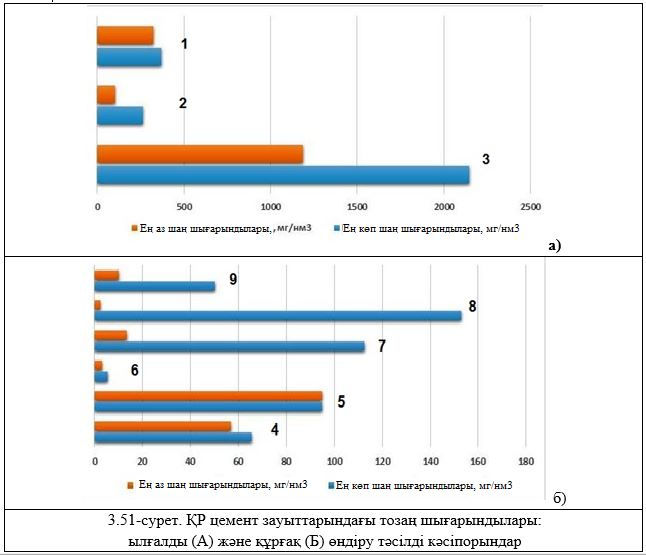 1
2
3
0 500 1000 1500 2000 2500
Ең аз шаң шығарындылары,,мг/нм3 Ең көп шаң шығарындылары, мг/нм3
а)
9
8
7
6
5
4
0 20 40 60 80 100 120 140 160 180
Ең аз шаң шығарындылары, мг/нм3 Ең көп шаң шығарындылары, мг/нм3
б)
3.51-сурет. ҚР цемент зауыттарындағы тозаң шығарындылары:
ылғалды (А) және құрғақ (Б) өндіру тәсілді кәсіпорындар